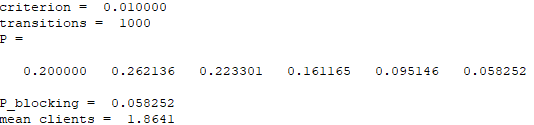 criterion = 0.010000
transitions = 1000
P =
0.200000 0.262136 0.223301 0.161165 0.095146 0.058252
P_blocking = 0.058252
mean clients = 1.8641